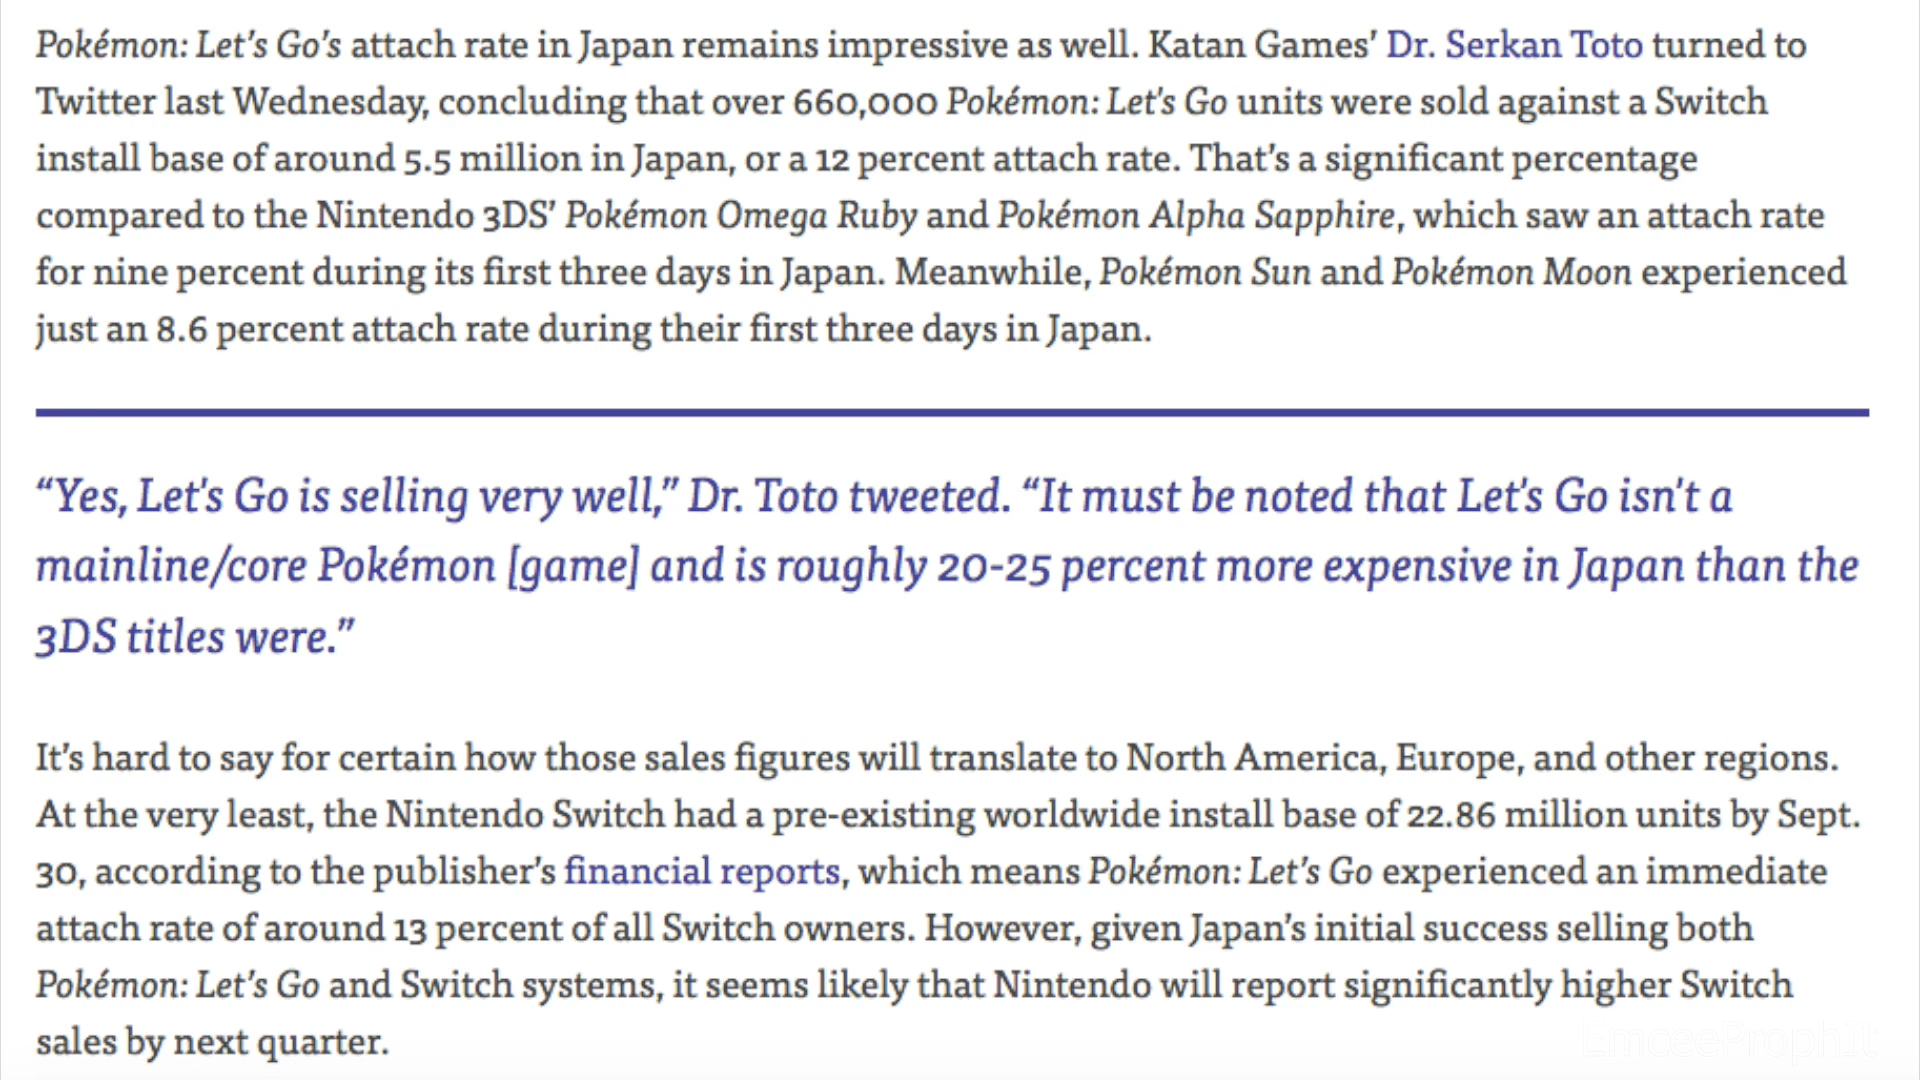 Pokémon: Let’s Go’s attach rate in Japan remains impressive as well. Katan Games’ Dr. Serkan Toto turned to
Twitter last Wednesday, concluding that over 660,000 Pokémon: Let's Go units were sold against a Switch
install base of around 5.5 million in Japan, or a 12 percent attach rate. That’s a significant percentage
compared to the Nintendo 3DS’ Pokémon Omega Ruby and Pokémon Alpha Sapphire, which saw an attach rate
for nine percent during its first three days in Japan. Meanwhile, Pokémon Sun and Pokémon Moon experienced
just an 8.6 percent attach rate during their first three days in Japan.
“Yes, Let's Go is selling very well,” Dr. Toto tweeted. “It must be noted that Let's Go isn't a
mainline/core Pokémon [game] and is roughly 20-25 percent more expensive in Japan than the
3DS titles were.”
It’s hard to say for certain how those sales figures will translate to North America, Europe, and other regions.
At the very least, the Nintendo Switch had a pre-existing worldwide install base of 22.86 million units by Sept.
30, according to the publisher’s financial reports, which means Pokémon: Let’s Go experienced an immediate
attach rate of around 13 percent of all Switch owners. However, given Japan’s initial success selling both
Pokémon: Let’s Go and Switch systems, it seems likely that Nintendo will report significantly higher Switch
sales by next quarter.
EmceeProphIt